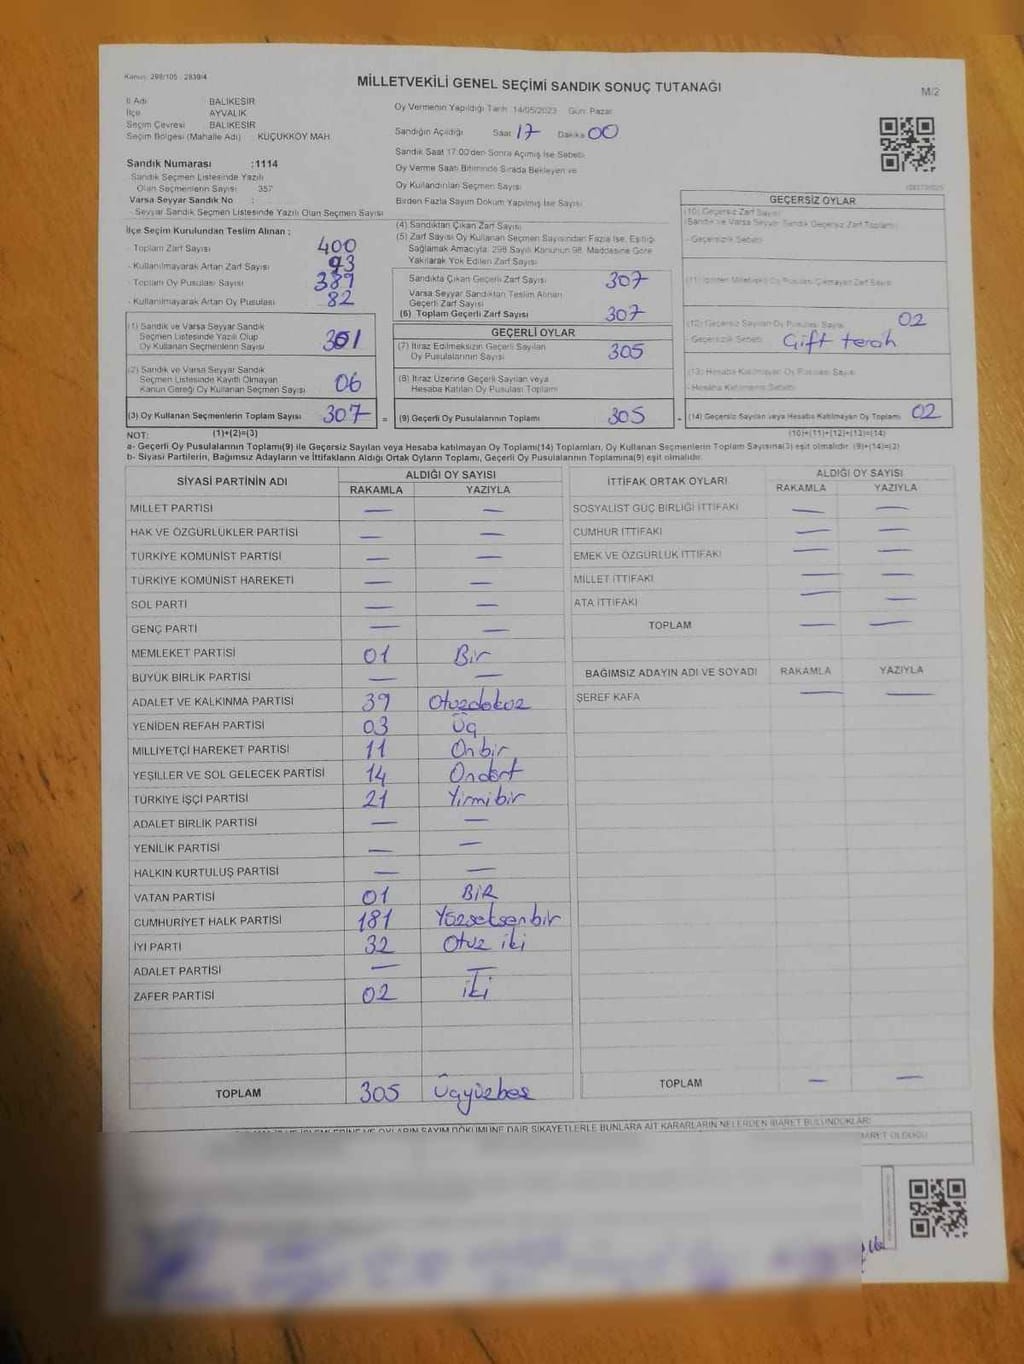 Kanun: 298/105 - 2839/4
MİLLETVEKİLİ GENEL SEÇİMİ SANDIK SONUÇ TUTANAĞI
M/2
İl Adı BALIKESİR
İlçe AYVALIK
Seçim Çevresi BALIKESİR
Seçim Bölgesi (Mahalle Adı) KÜÇÜKKÖY MAH.
Oy Vermenin Yapıldığı Tarih 14/05/2023 Gün: Pazar
Sandığın Açıldığı Saat 17 Dakika 00
Sandık Saat 17:00'den Sonra Açılmış İse Sebebi
Oy Verme Saati Bitiminde Sırada Bekleyen ve
Oy Kullandırılan Seçmen Sayısı
Birden Fazla Sayım Döküm Yapılmış İse Sayısı
Sandık Numarası :1114
Sandık Seçmen Listesinde Yazılı
Olan Seçmenlerin Sayısı 357
Varsa Seyyar Sandık No :
- Seyyar Sandık Seçmen Listesinde Yazılı Olan Seçmen Sayısı
İlçe Seçim Kurulundan Teslim Alınan :
- Toplam Zarf Sayısı 400
- Kullanılmayarak Artan Zarf Sayısı 93
- Toplam Oy Pusulası Sayısı 389
- Kullanılmayarak Artan Oy Pusulası 82
(1) Sandık ve Varsa Seyyar Sandık
Seçmen Listesinde Yazılı Olup
Oy Kullanan Seçmenlerin Sayısı 301
(2) Sandık ve Varsa Seyyar Sandık
Seçmen Listesinde Kayıtlı Olmayan
Kanun Gereği Oy Kullanan Seçmen Sayısı 06
(3) Oy Kullanan Seçmenlerin Toplam Sayısı 307 =
(1)+(2)=(3)
(4) Sandıktan Çıkan Zarf Sayısı
(5) Zarf Sayısı Oy Kullanan Seçmen Sayısından Fazla İse, Eşitliği
Sağlamak Amacıyla; 298 Sayılı Kanunun 98. Maddesine Göre
Yakılarak Yok Edilen Zarf Sayısı
Sandıkta Çıkan Geçerli Zarf Sayısı 307
Varsa Seyyar Sandıktan Teslim Alınan
Geçerli Zarf Sayısı
(6) Toplam Geçerli Zarf Sayısı 307
GEÇERLİ OYLAR
(7) İtiraz Edilmeksizin Geçerli Sayılan
Oy Pusulalarının Sayısı 305
(8) İtiraz Üzerine Geçerli Sayılan veya
Hesaba Katılan Oy Pusulası Toplamı
(9) Geçerli Oy Pusulalarının Toplamı 305
GEÇERSİZ OYLAR
(10) Geçersiz Zarf Sayısı
(Sandık ve Varsa Seyyar Sandık Geçersiz Zarf Toplamı)
- Geçersizlik Sebebi
(12) Geçersiz Sayılan Oy Pusulası Sayısı 02
- Geçersizlik Sebebi Çift tercih
(13) Hesaba Katılmayan Oy Pusulası Sayısı
- Hesaba Katılmama Sebebi
(14) Geçersiz Sayılan veya Hesaba Katılmayan Oy Toplamı 02
(10)+(11)+(12)+(13)=(14)
NOT:
a- Geçerli Oy Pusulalarının Toplamı(9) ile Geçersiz Sayılan veya Hesaba katılmayan Oy Toplamı(14) Toplamları, Oy Kullanan Seçmenlerin Toplam Sayısına(3) eşit olmalıdır. (9)+(14)=(3)
b- Siyasi Partilerin, Bağımsız Adayların ve İttifakların Aldığı Ortak Oyların Toplamı, Geçerli Oy Pusulalarının Toplamına(9) eşit olmalıdır.
SİYASİ PARTİNİN ADI ALDIĞI OY SAYISI
RAKAMLA YAZIYLA
MİLLET PARTİSİ — —
HAK VE ÖZGÜRLÜKLER PARTİSİ — —
TÜRKİYE KOMÜNİST PARTİSİ — —
TÜRKİYE KOMÜNİST HAREKETİ — —
SOL PARTİ — —
GENÇ PARTİ — —
MEMLEKET PARTİSİ 01 Bir
BÜYÜK BİRLİK PARTİSİ — —
ADALET VE KALKINMA PARTİSİ 39 Otuzdokuz
YENİDEN REFAH PARTİSİ 03 Üç
MİLLİYETÇİ HAREKET PARTİSİ 11 Onbir
YEŞİLLER VE SOL GELECEK PARTİSİ 14 Ondört
TÜRKİYE İŞÇİ PARTİSİ 21 Yirmibir
ADALET BİRLİK PARTİSİ — —
YENİLİK PARTİSİ — —
HALKIN KURTULUŞ PARTİSİ — —
VATAN PARTİSİ 01 BİR
CUMHURİYET HALK PARTİSİ 181 Yüzseksenbir
İYİ PARTİ 32 Otuz iki
ADALET PARTİSİ — —
ZAFER PARTİSİ 02 iki
TOPLAM 305 Üçyüzbeş
İTTİFAK ORTAK OYLARI ALDIĞI OY SAYISI
RAKAMLA YAZIYLA
SOSYALİST GÜÇ BİRLİĞİ İTTİFAKI — —
CUMHUR İTTİFAKI — —
EMEK VE ÖZGÜRLÜK İTTİFAKI — —
MİLLET İTTİFAKI — —
ATA İTTİFAKI — —
TOPLAM — —
BAĞIMSIZ ADAYIN ADI VE SOYADI RAKAMLA YAZIYLA
ŞEREF KAFA — —
TOPLAM — —
OYLARIN SAYIM DÖKÜMÜNE DAİR ŞİKAYETLERLE BUNLARA AİT KARARLARIN NELERDEN İBARET BULUNDUKLARI